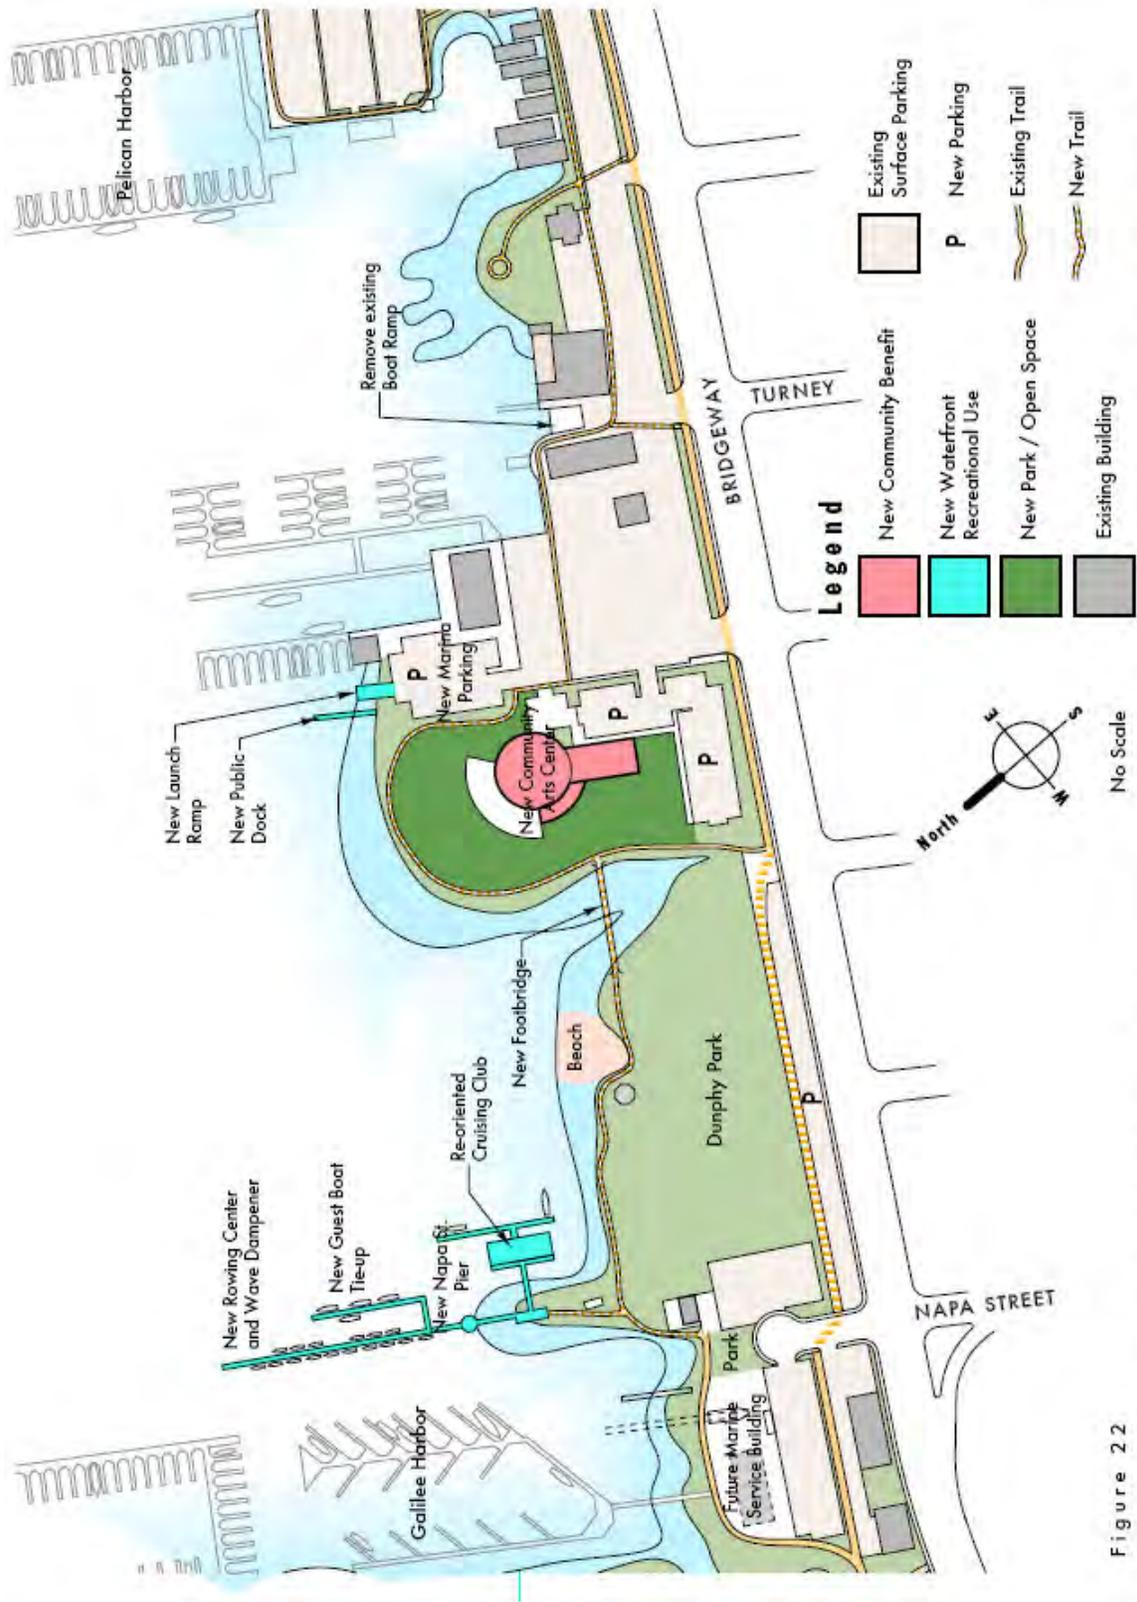 Pelican Harbor
Remove existing
Boat Ramp
New Launch
Ramp
New Public
Dock
P
New Marina
Parking
New Community
Arts Center
P
P
New Footbridge
Beach
Re-oriented
Cruising Club
Dunphy Park
P
New Rowing Center
and Wave Dampener
New Guest Boat
Tie-up
New Napa St.
Pier
Galilee Harbor
Park
Future Marine
Service Building
BRIDGEWAY
TURNEY
NAPA STREET
Legend
New Community Benefit
New Waterfront
Recreational Use
New Park / Open Space
Existing Building
Existing
Surface Parking
P New Parking
Existing Trail
New Trail
North
E
S
W
No Scale
Figure 22